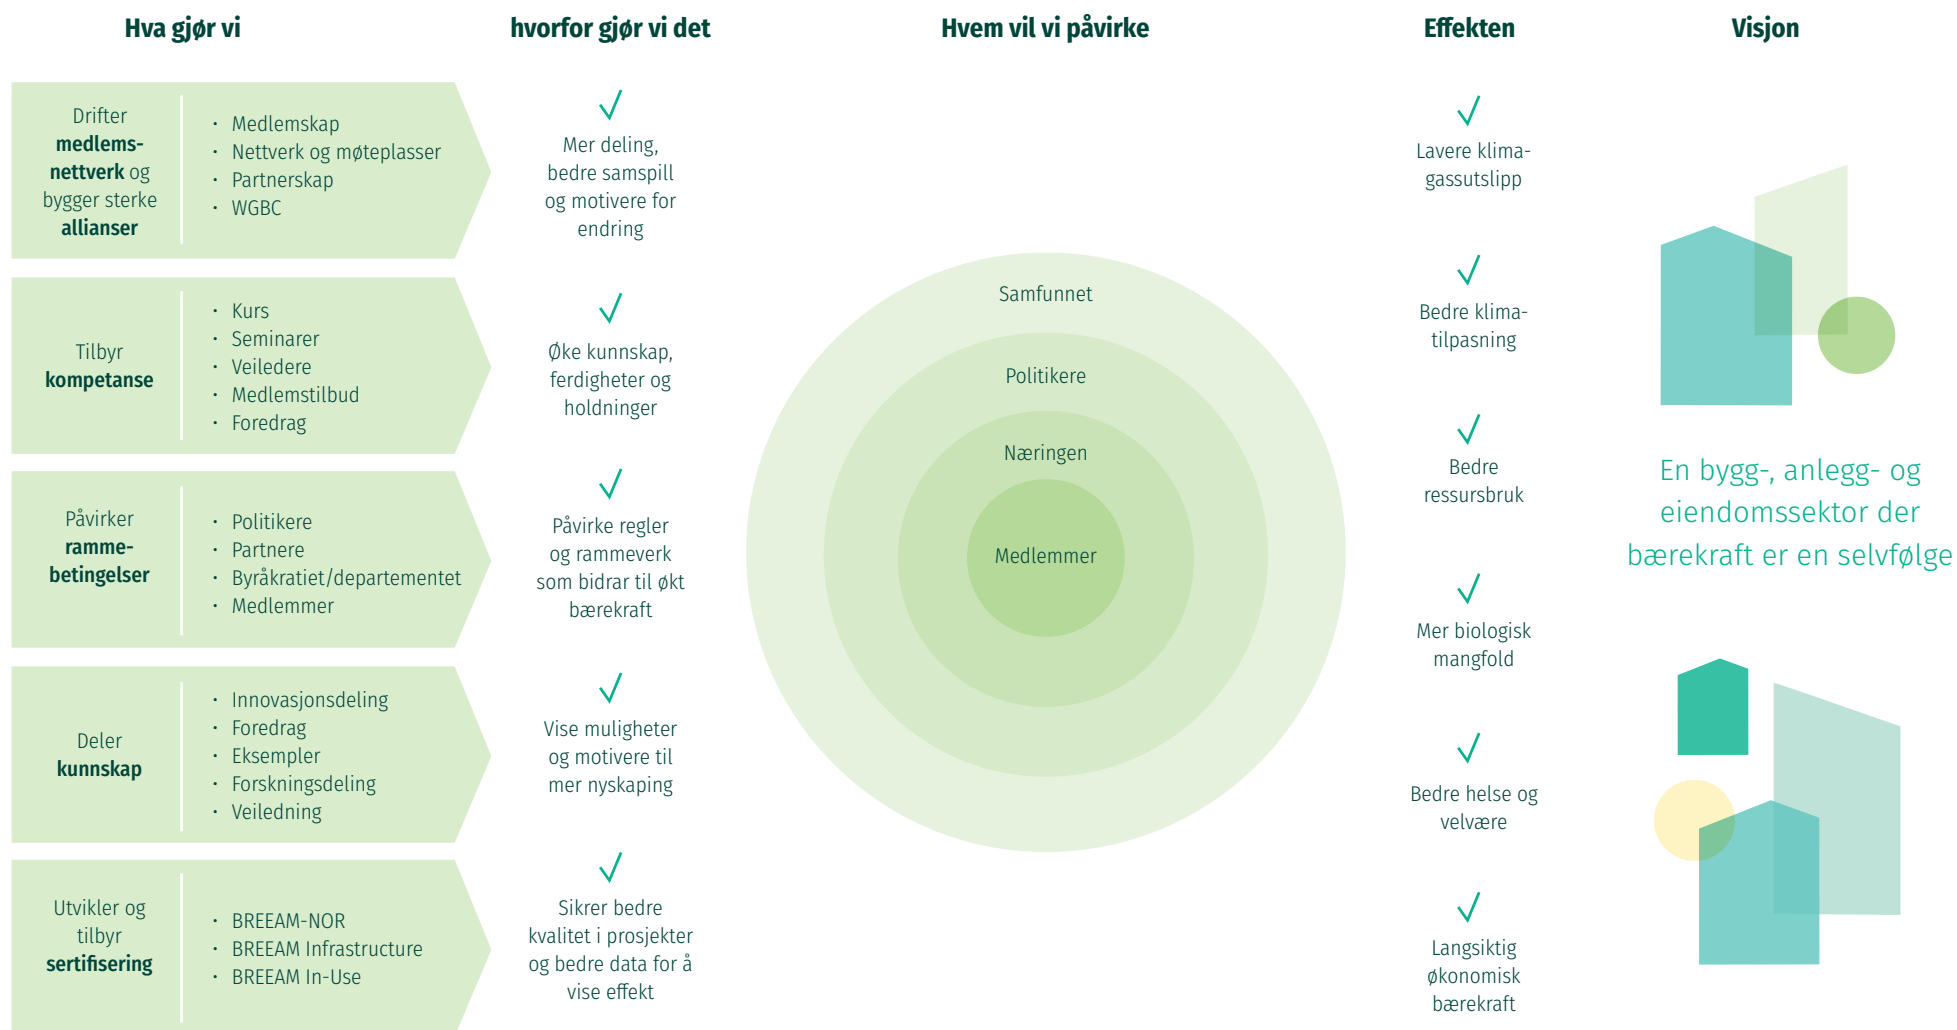 Hva gjør vi
hvorfor gjør vi det
Hvem vil vi påvirke
Effekten
Visjon
Drifter
medlems-
nettverk og
bygger sterke
allianser
· Medlemskap
· Nettverk og møteplasser
· Partnerskap
· WGBC
Mer deling,
bedre samspill
og motivere for
endring
Tilbyr
kompetanse
· Kurs
· Seminarer
· Veiledere
· Medlemstilbud
· Foredrag
Øke kunnskap,
ferdigheter og
holdninger
Påvirker
ramme-
betingelser
· Politikere
· Partnere
· Byråkratiet/departementet
· Medlemmer
Påvirke regler
og rammeverk
som bidrar til økt
bærekraft
Deler
kunnskap
· Innovasjonsdeling
· Foredrag
· Eksempler
· Forskningsdeling
· Veiledning
Vise muligheter
og motivere til
mer nyskaping
Utvikler og
tilbyr
sertifisering
· BREEAM-NOR
· BREEAM Infrastructure
· BREEAM In-Use
Sikrer bedre
kvalitet i prosjekter
og bedre data for å
vise effekt
Samfunnet
Politikere
Næringen
Medlemmer
Lavere klima-
gassutslipp
Bedre klima-
tilpasning
Bedre
ressursbruk
Mer biologisk
mangfold
Bedre helse og
velvære
Langsiktig
økonomisk
bærekraft
En bygg-, anlegg- og
eiendomssektor der
bærekraft er en selvfølge